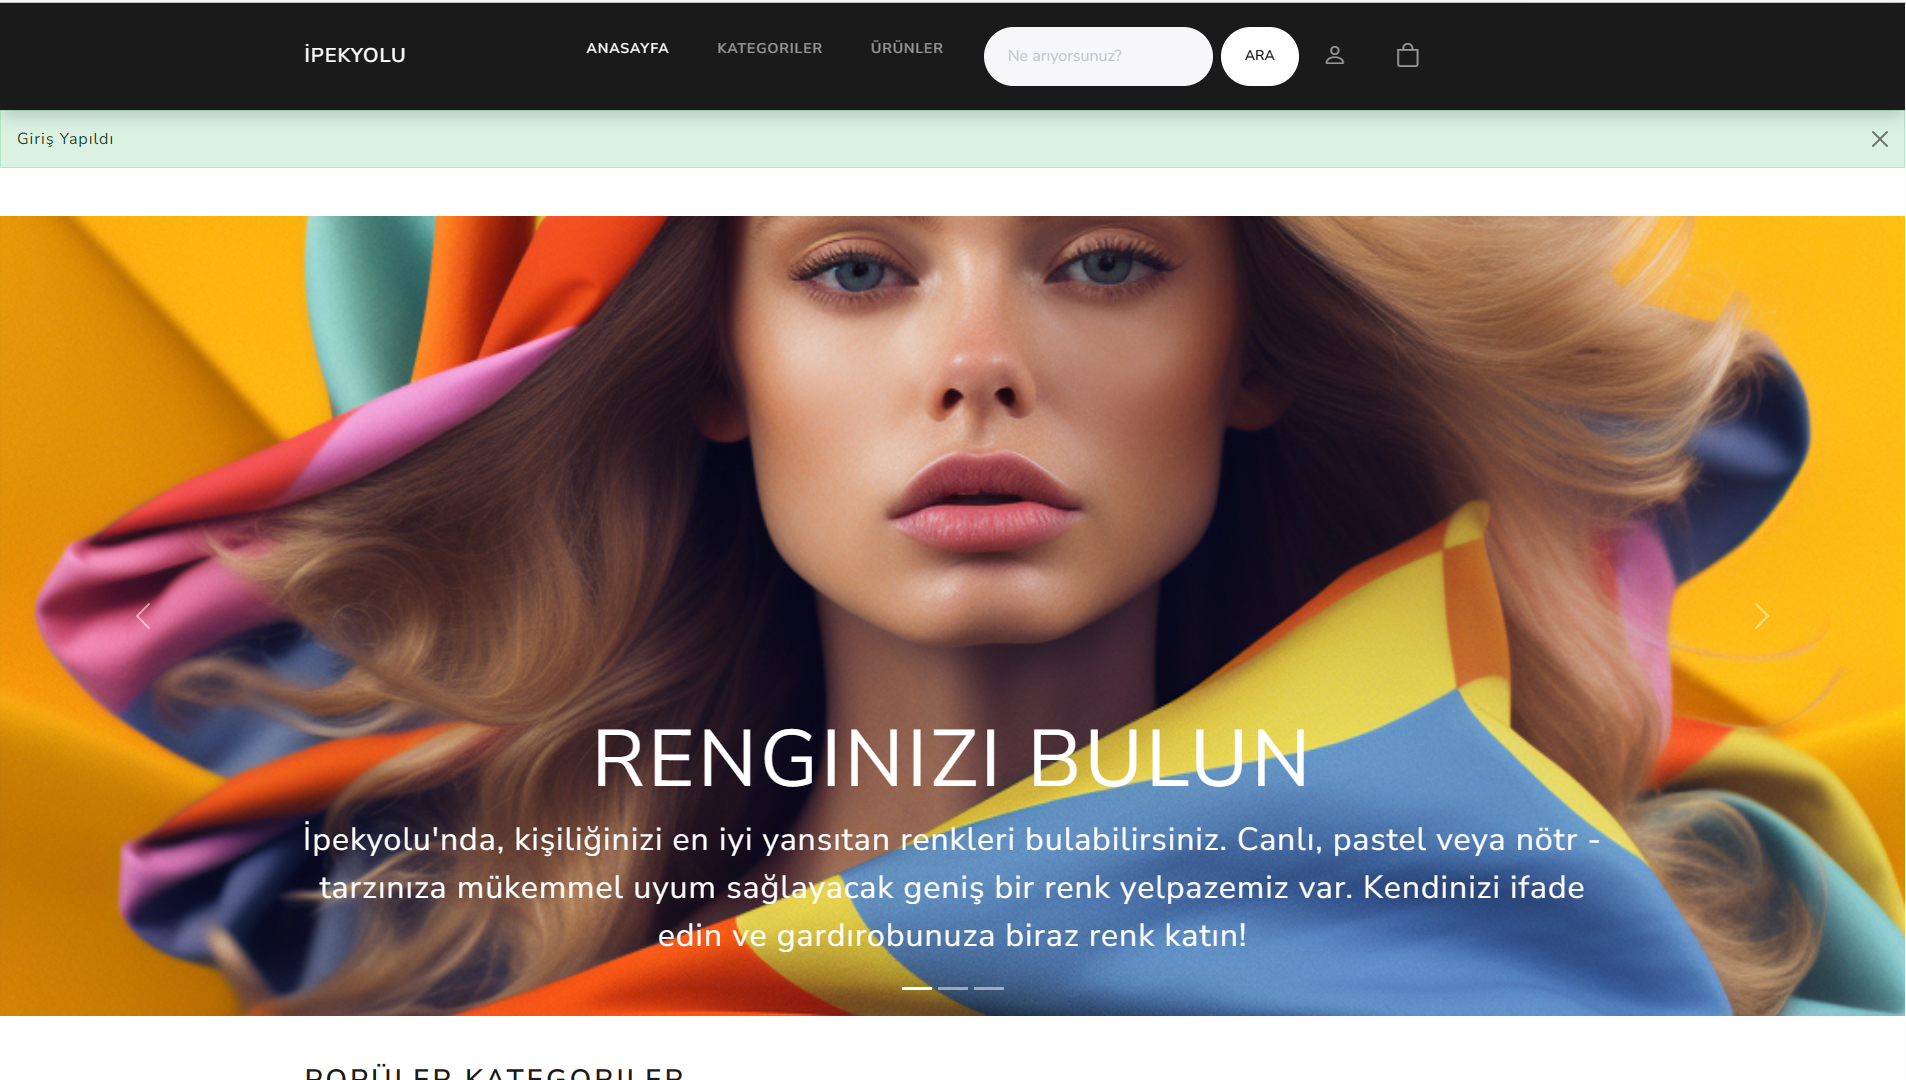 İPEKYOLU
ANASAYFA KATEGORILER ÜRÜNLER Ne arıyorsunuz? ARA
Giriş Yapıldı
RENGINIZI BULUN
İpekyolu'nda, kişiliğinizi en iyi yansıtan renkleri bulabilirsiniz. Canlı, pastel veya nötr -
tarzınıza mükemmel uyum sağlayacak geniş bir renk yelpazemiz var. Kendinizi ifade
edin ve gardırobunuza biraz renk katın!
POPÜLER KATEGORILER